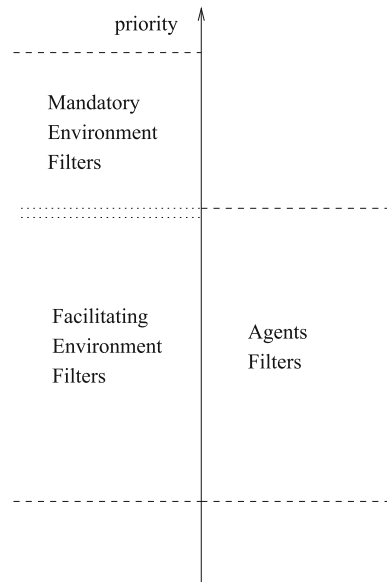 priority
Mandatory
Environment
Filters
Facilitating
Environment
Filters
Agents
Filters